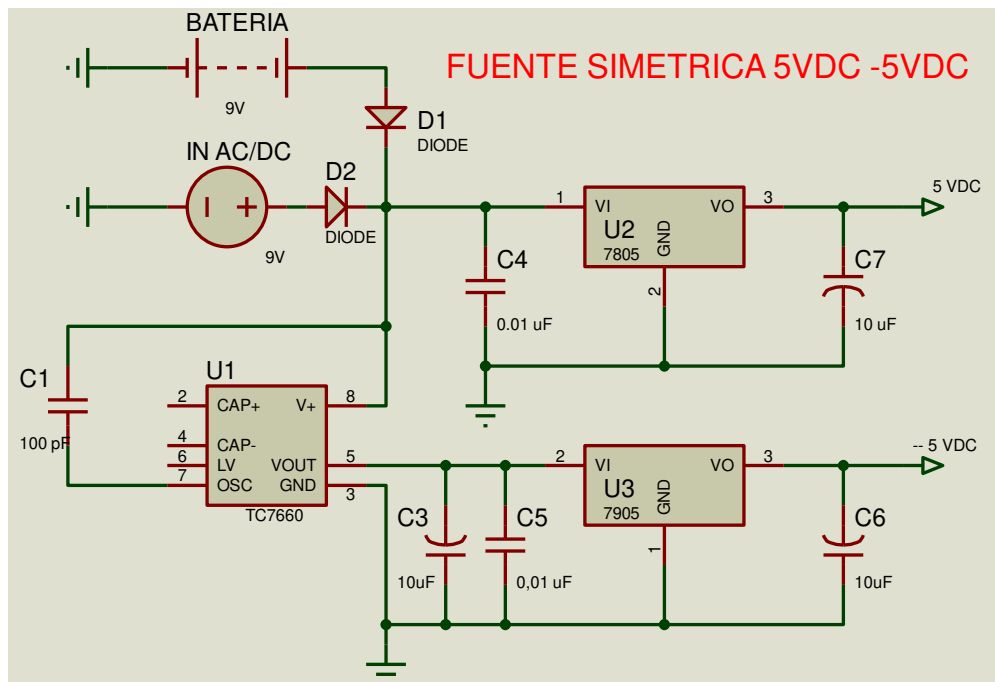 BATERIA
9V
FUENTE SIMETRICA 5VDC -5VDC
D1
DIODE
IN AC/DC
9V
D2
DIODE
1
VI
VO
3
U2
7805
GND
2
5 VDC
C4
0.01 uF
C7
10 uF
C1
100 pF
U1
2
CAP+
V+
8
4
CAP-
6
LV
VOUT
5
7
OSC
GND
3
TC7660
2
VI
VO
3
U3
7905
GND
1
-- 5 VDC
C3
10uF
C5
0,01 uF
C6
10uF